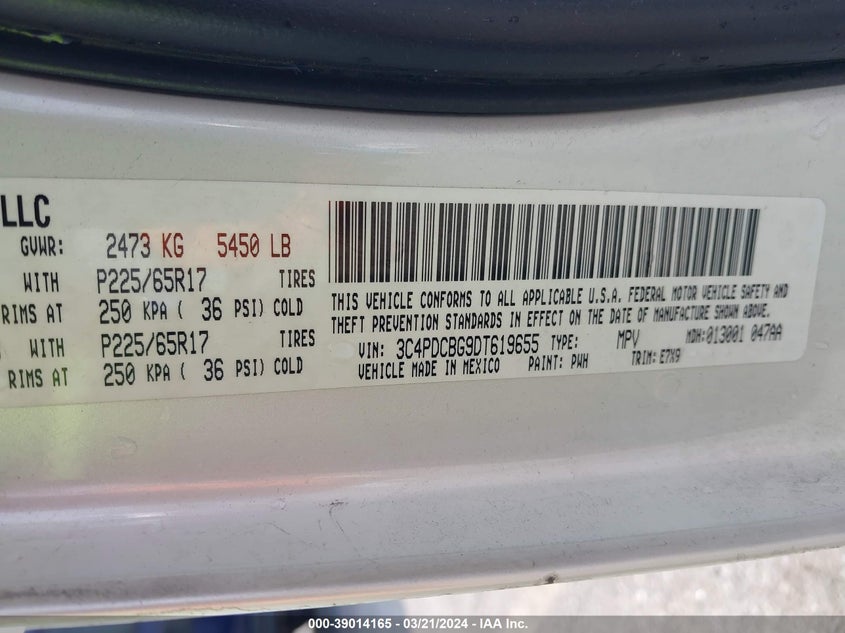 LLC
GVWR: 2473 KG 5450 LB
WITH P225/65R17 TIRES
RIMS AT 250 KPA ( 36 PSI) COLD
WITH P225/65R17 TIRES
RIMS AT 250 KPA ( 36 PSI) COLD
THIS VEHICLE CONFORMS TO ALL APPLICABLE U.S.A. FEDERAL MOTOR VEHICLE SAFETY AND
THEFT PREVENTION STANDARDS IN EFFECT ON THE DATE OF MANUFACTURE SHOWN ABOVE.
VIN: 3C4PDCBG9DT619655 TYPE: MPV MDH:013001 047AA
VEHICLE MADE IN MEXICO PAINT: PWH TRIM: E7X9
000-39014165 - 03/21/2024 - IAA Inc.